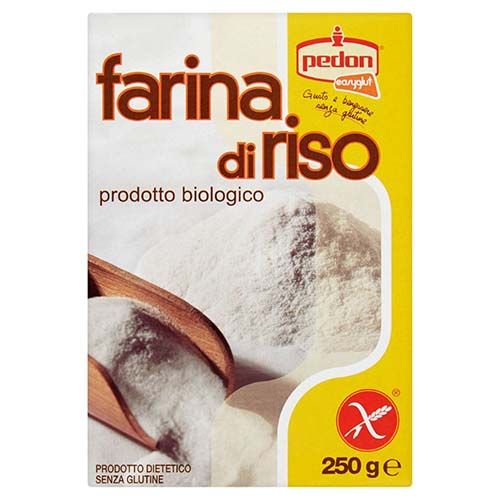 pedon
easyglut
Gusto e benessere
senza glutine
farina
di riso
prodotto biologico
PRODOTTO DIETETICO
SENZA GLUTINE
250 g e